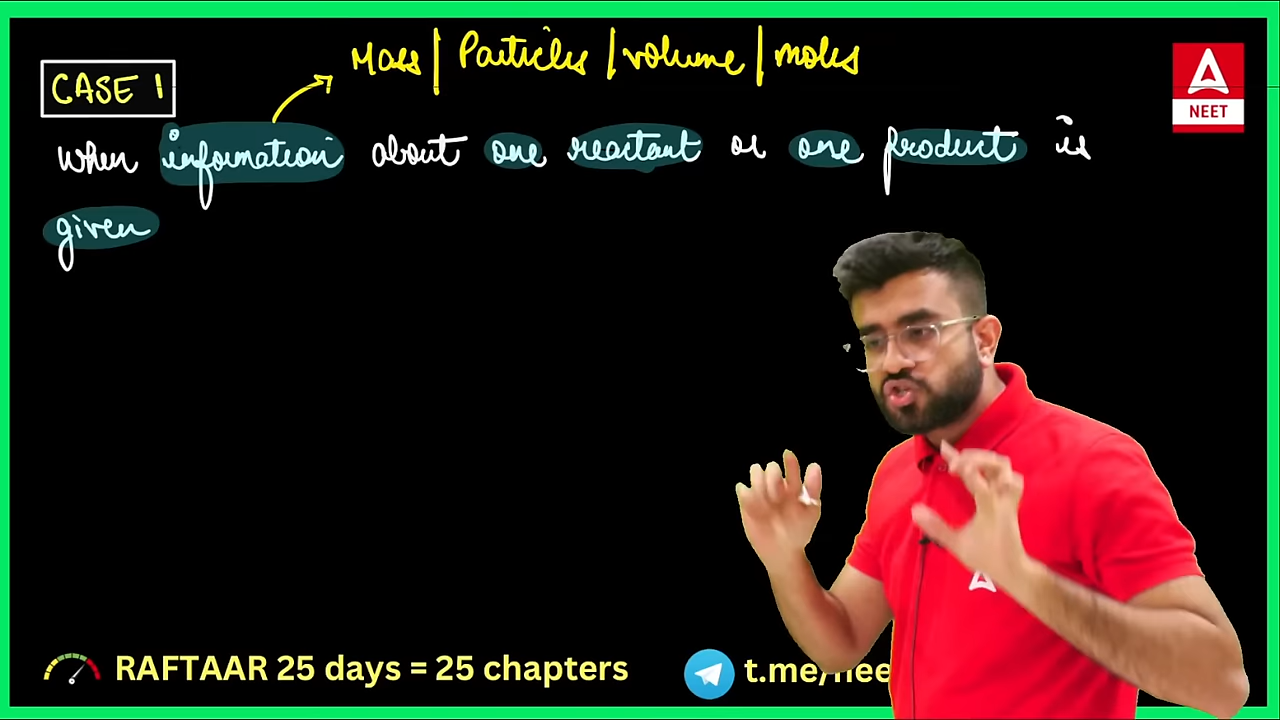 Mass | Particles | volume | moles
CASE 1
When information about one reactant or one product is
given
NEET
RAFTAAR 25 days = 25 chapters
t.me/nee